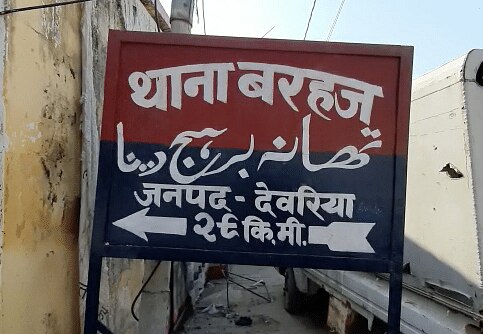 थाना बरहज
تھانہ برہج
जनपद - देवरिया
२६ कि.मी.